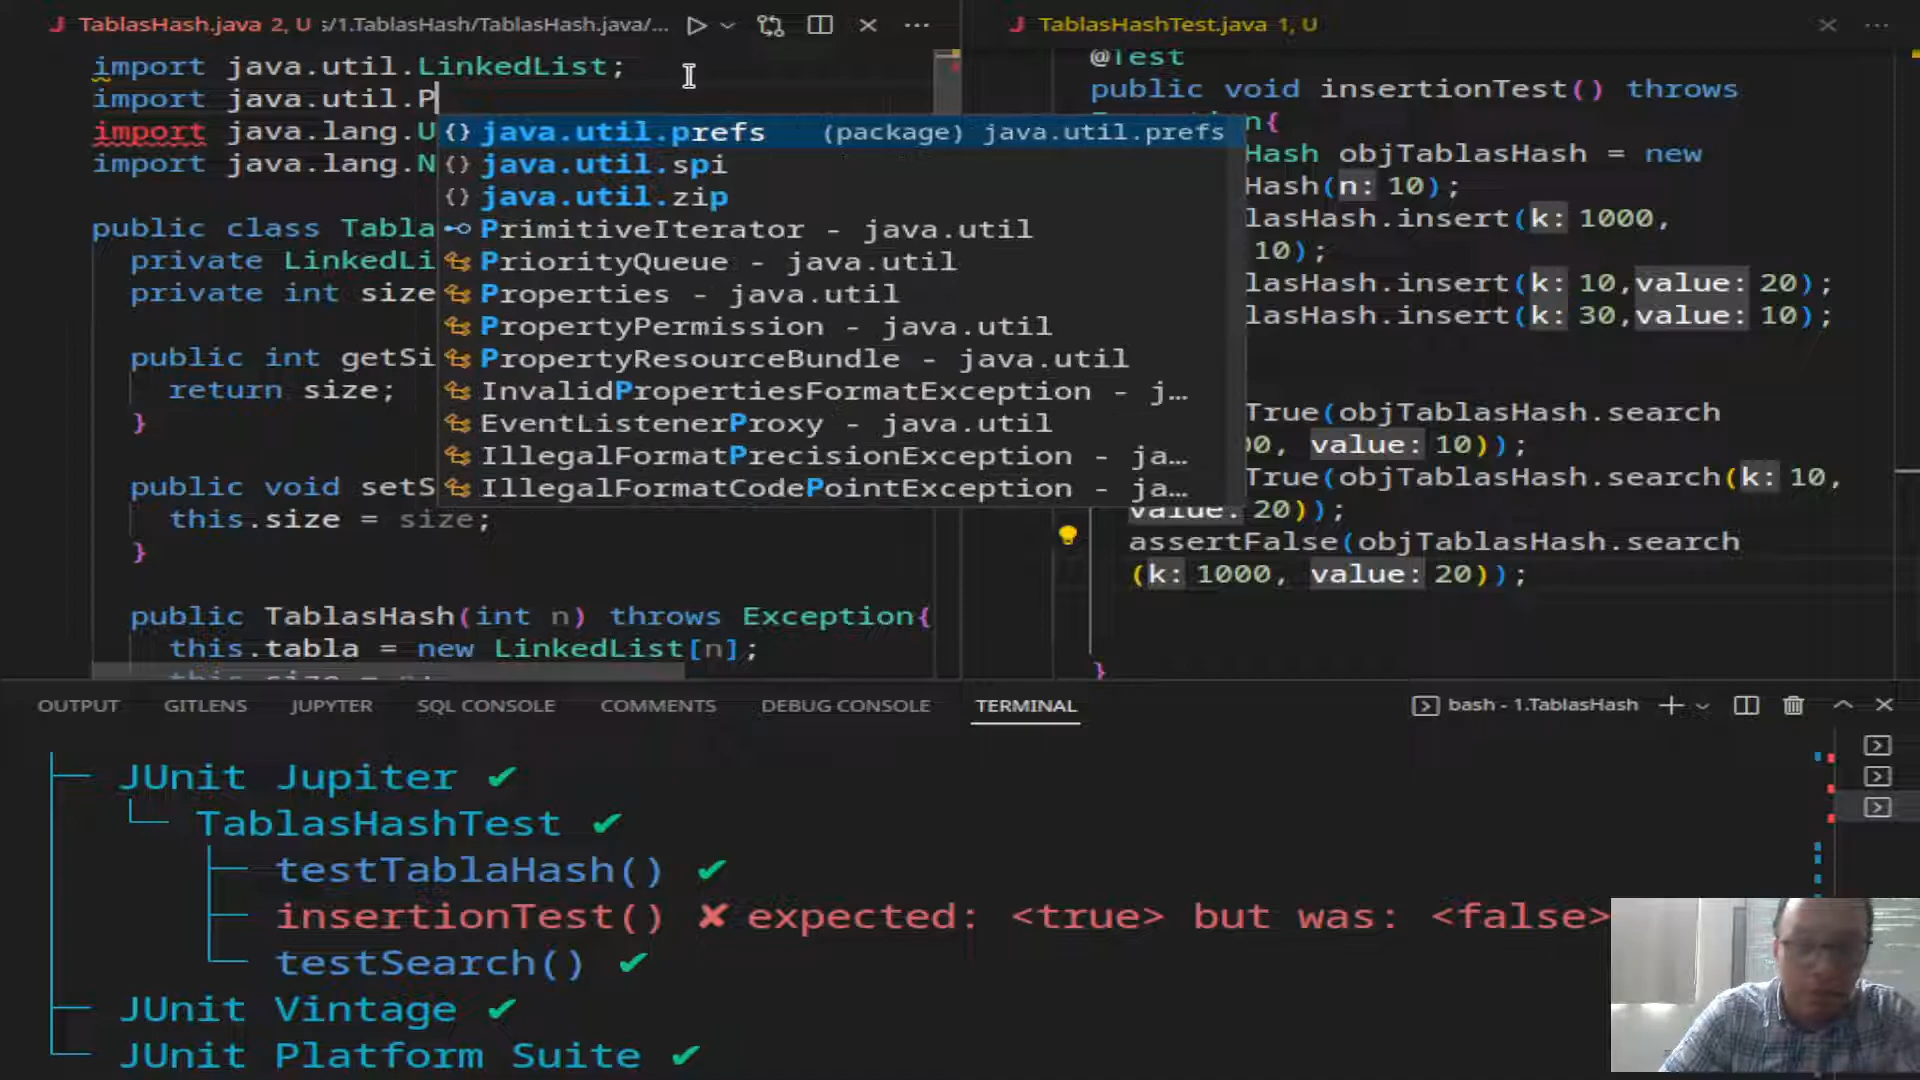 TablasHash.java 2, U s/1.TablasHash/TablasHash.java/...
import java.util.LinkedList;
import java.util.P
import java.lang.U
import java.lang.N
public class Tabla
private LinkedLi
private int size
public int getSi
return size;
}
public void setS
this.size = size;
}
public TablasHash(int n) throws Exception{
this.tabla = new LinkedList[n];
java.util.prefs (package) java.util.prefs
java.util.spi
java.util.zip
PrimitiveIterator - java.util
PriorityQueue - java.util
Properties - java.util
PropertyPermission - java.util
PropertyResourceBundle - java.util
InvalidPropertiesFormatException - j...
EventListenerProxy - java.util
IllegalFormatPrecisionException - ja...
IllegalFormatCodePointException - ja...
TablasHashTest.java 1, U
@Test
public void insertionTest() throws
n{
Hash objTablasHash = new
Hash(n: 10);
lasHash.insert(k: 1000,
10);
lasHash.insert(k: 10,value: 20);
lasHash.insert(k: 30,value: 10);
True(objTablasHash.search
00, value: 10));
True(objTablasHash.search(k: 10,
value: 20));
assertFalse(objTablasHash.search
(k: 1000, value: 20));
}
OUTPUT GITLENS JUPYTER SQL CONSOLE COMMENTS DEBUG CONSOLE TERMINAL bash - 1.TablasHash
JUnit Jupiter ✔
TablasHashTest ✔
testTablaHash() ✔
insertionTest() ✘ expected: <true> but was: <false>
testSearch() ✔
JUnit Vintage ✔
JUnit Platform Suite ✔